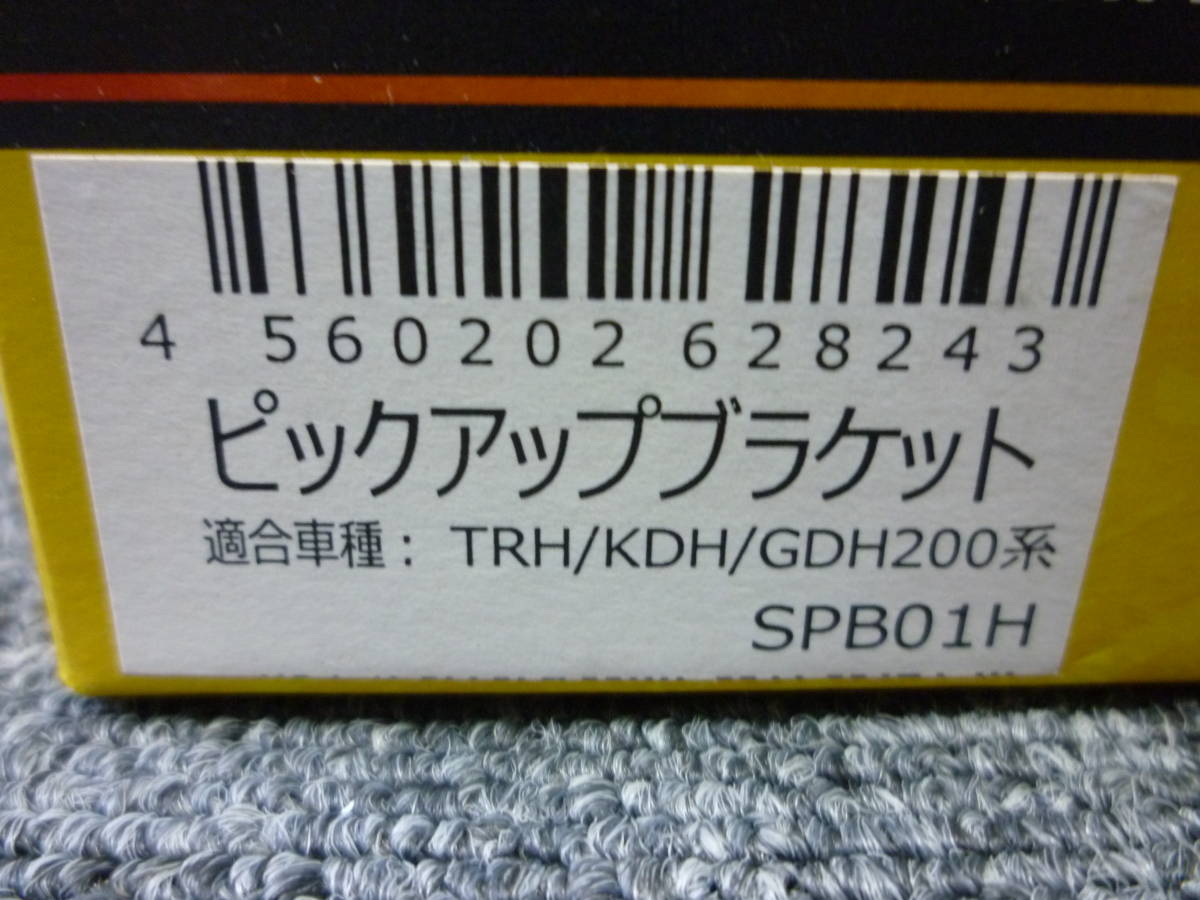 4 560202 628243
ピックアップブラケット
適合車種： TRH/KDH/GDH200系
SPB01H